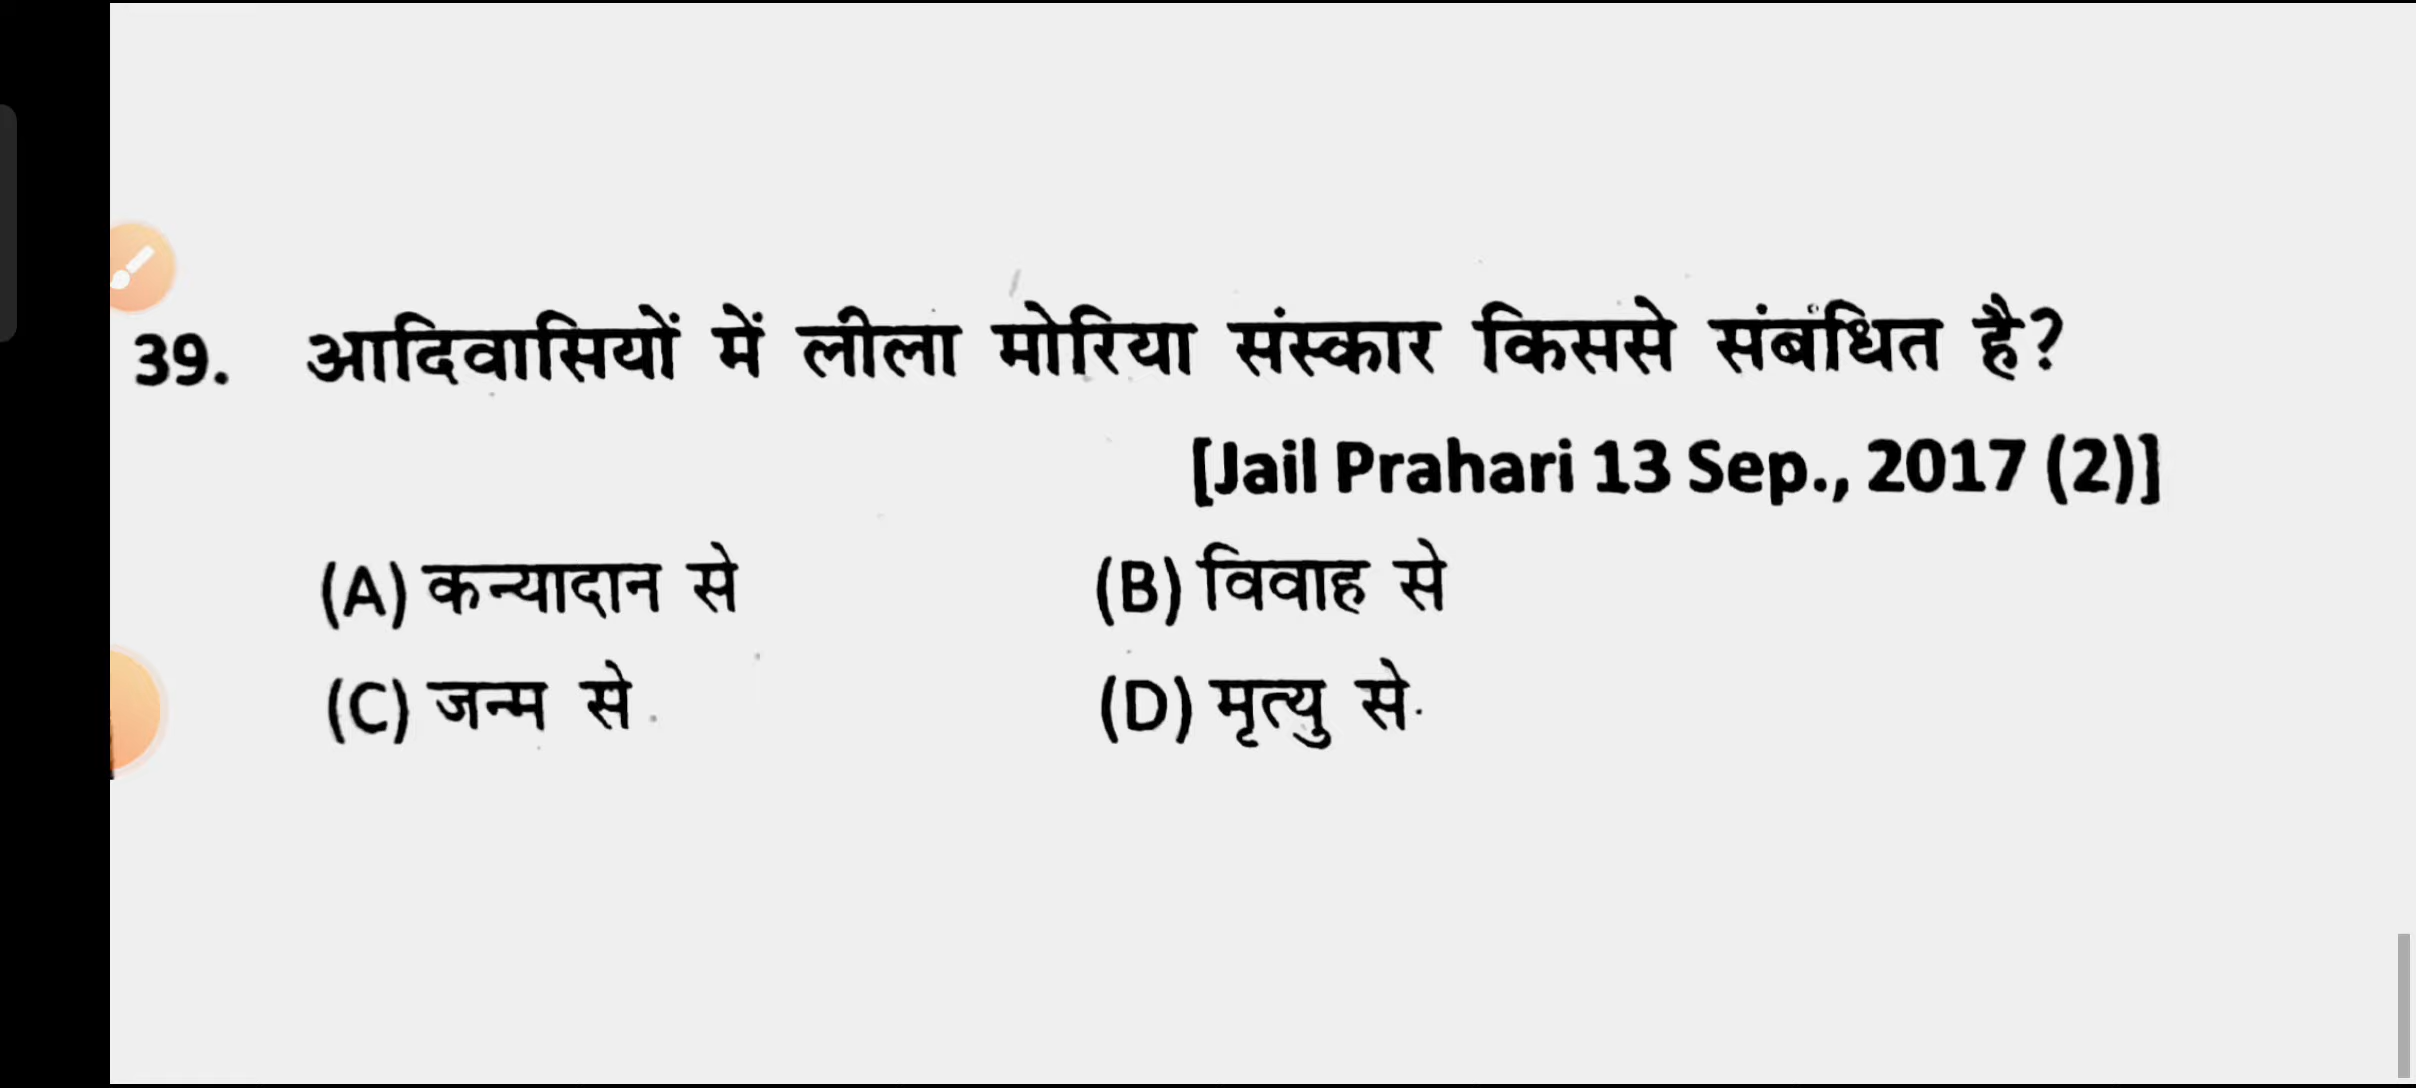 39. आदिवासियों में लीला मोरिया संस्कार किससे संबंधित है?
[Jail Prahari 13 Sep., 2017 (2)]
(A) कन्यादान से (B) विवाह से
(C) जन्म से (D) मृत्यु से